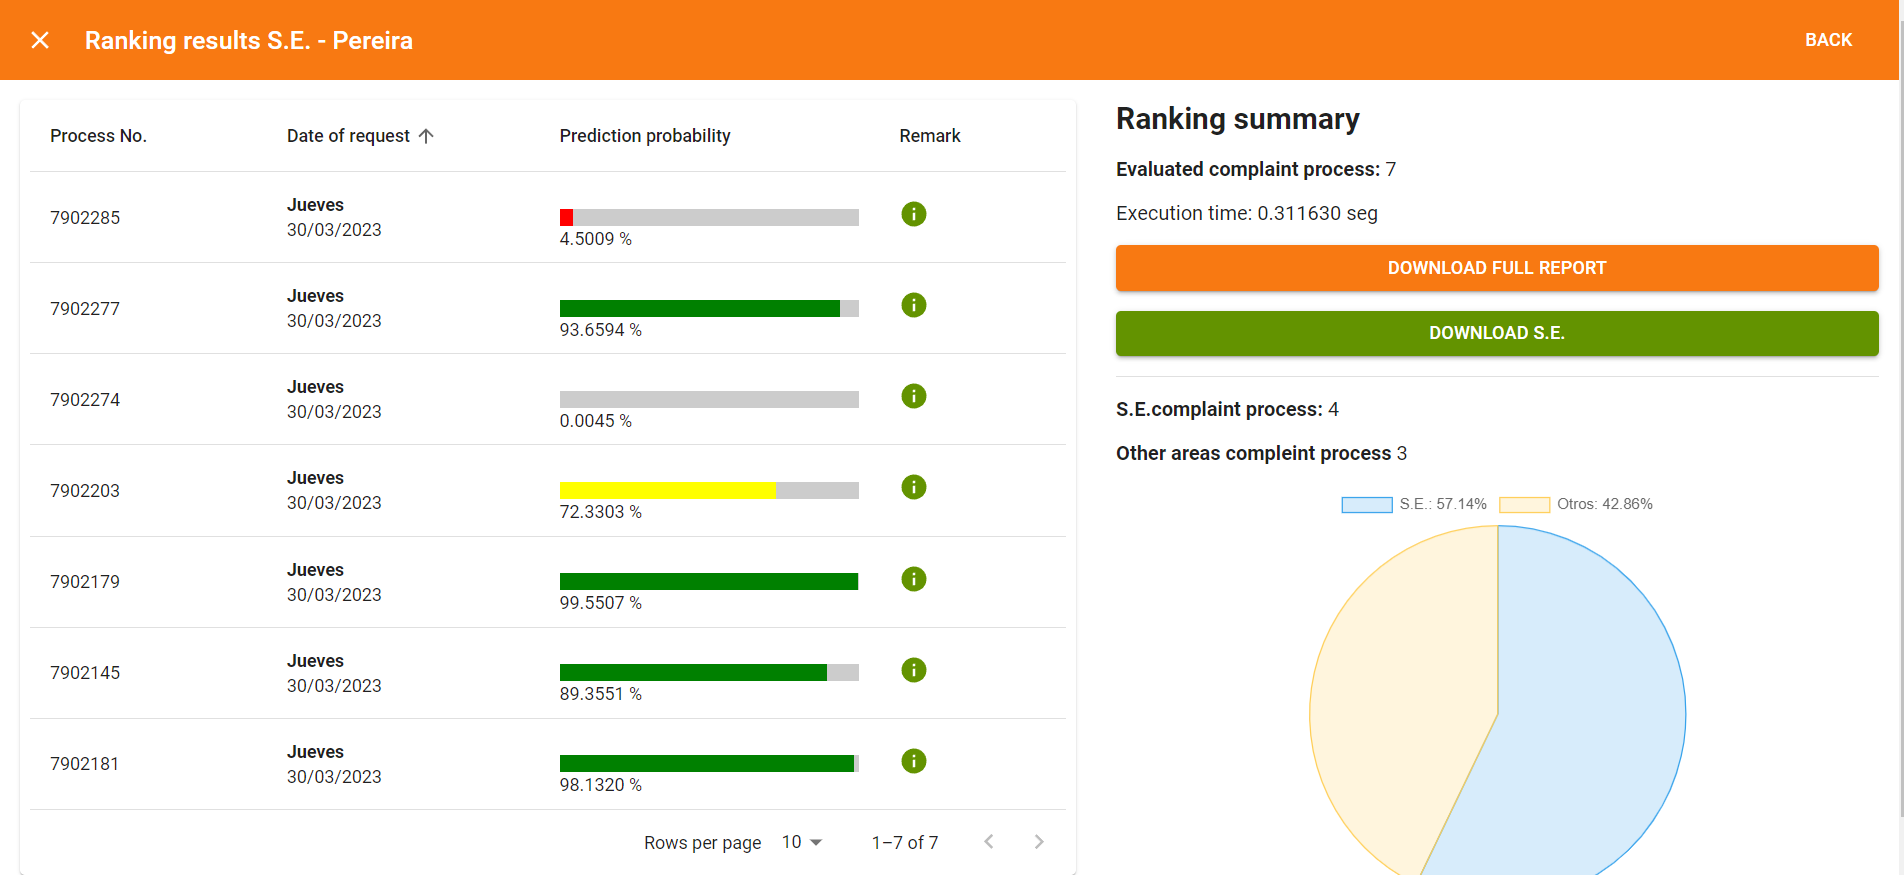 Ranking results S.E. - Pereira
BACK
Process No. Date of request Prediction probability Remark
7902285 Jueves
30/03/2023
4.5009 %
7902277 Jueves
30/03/2023
93.6594 %
7902274 Jueves
30/03/2023
0.0045 %
7902203 Jueves
30/03/2023
72.3303 %
7902179 Jueves
30/03/2023
99.5507 %
7902145 Jueves
30/03/2023
89.3551 %
7902181 Jueves
30/03/2023
98.1320 %
Rows per page 10 1–7 of 7
Ranking summary
Evaluated complaint process: 7
Execution time: 0.311630 seg
DOWNLOAD FULL REPORT
DOWNLOAD S.E.
S.E.complaint process: 4
Other areas compleint process 3
S.E.: 57.14% Otros: 42.86%